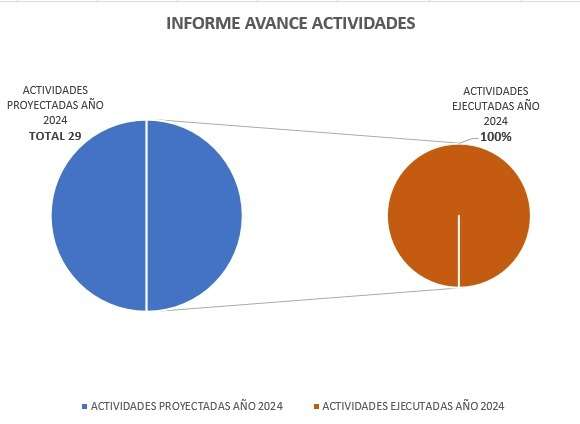 INFORME AVANCE ACTIVIDADES
ACTIVIDADES
PROYECTADAS AÑO
2024
TOTAL 29
ACTIVIDADES
EJECUTADAS AÑO
2024
100%
ACTIVIDADES PROYECTADAS AÑO 2024
ACTIVIDADES EJECUTADAS AÑO 2024